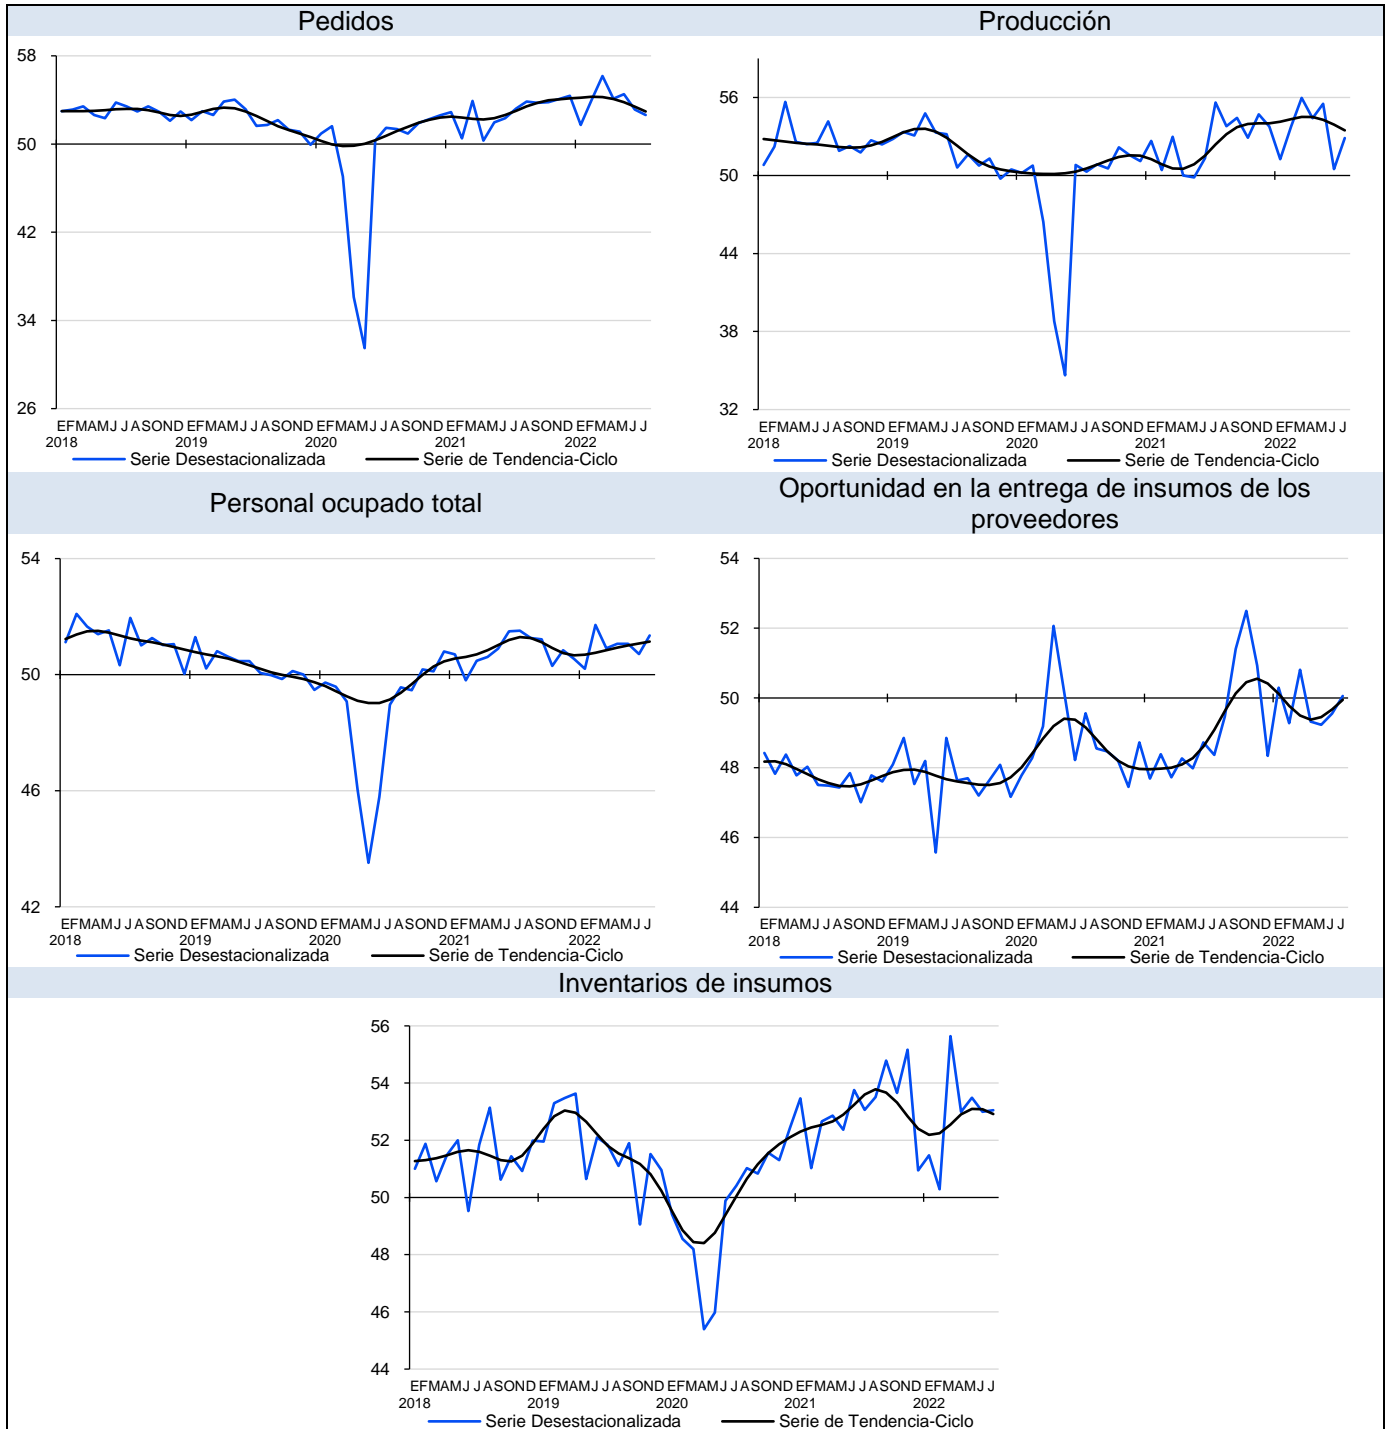 Pedidos
58
50
42
34
26
EFMAMJ J ASOND EFMAMJ J ASOND EFMAMJ J ASOND EFMAMJ J ASOND EFMAMJ J
2018 2019 2020 2021 2022
Serie Desestacionalizada Serie de Tendencia-Ciclo
Producción
56
50
44
38
32
EFMAMJ J ASOND EFMAMJ J ASOND EFMAMJ J ASOND EFMAMJ J ASOND EFMAMJ J
2018 2019 2020 2021 2022
Serie Desestacionalizada Serie de Tendencia-Ciclo
Personal ocupado total
54
50
46
42
EFMAMJ J ASOND EFMAMJ J ASOND EFMAMJ J ASOND EFMAMJ J ASOND EFMAMJ J
2018 2019 2020 2021 2022
Serie Desestacionalizada Serie de Tendencia-Ciclo
Oportunidad en la entrega de insumos de los
proveedores
54
52
50
48
46
44
EFMAMJ J ASOND EFMAMJ J ASOND EFMAMJ J ASOND EFMAMJ J ASOND EFMAMJ J
2018 2019 2020 2021 2022
Serie Desestacionalizada Serie de Tendencia-Ciclo
Inventarios de insumos
56
54
52
50
48
46
44
EFMAMJ J ASOND EFMAMJ J ASOND EFMAMJ J ASOND EFMAMJ J ASOND EFMAMJ J
2018 2019 2020 2021 2022
Serie Desestacionalizada Serie de Tendencia-Ciclo